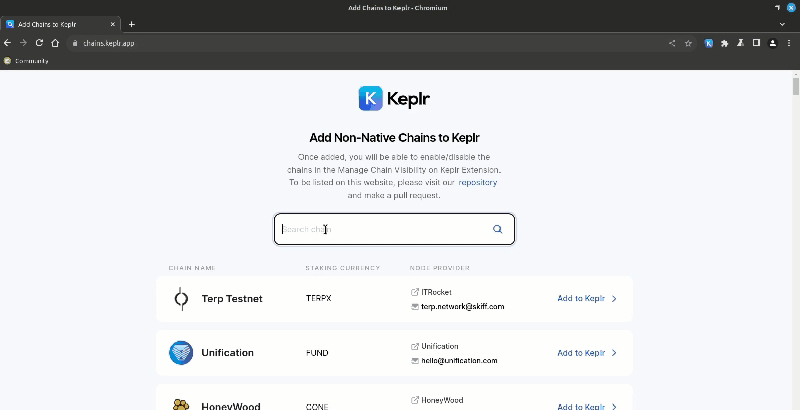 Add Chains to Keplr - Chromium
Add Chains to Keplr
chains.keplr.app
Community
Keplr
Add Non-Native Chains to Keplr
Once added, you will be able to enable/disable the
chains in the Manage Chain Visibility on Keplr Extension.
To be listed on this website, please visit our repository
and make a pull request.
Search chain
CHAIN NAME STAKING CURRENCY NODE PROVIDER
Terp Testnet TERPX ITRocket Add to Keplr
terp.network@skiff.com
Unification FUND Unification Add to Keplr
hello@unification.com
HoneyWood CONE HoneyWood Add to Keplr